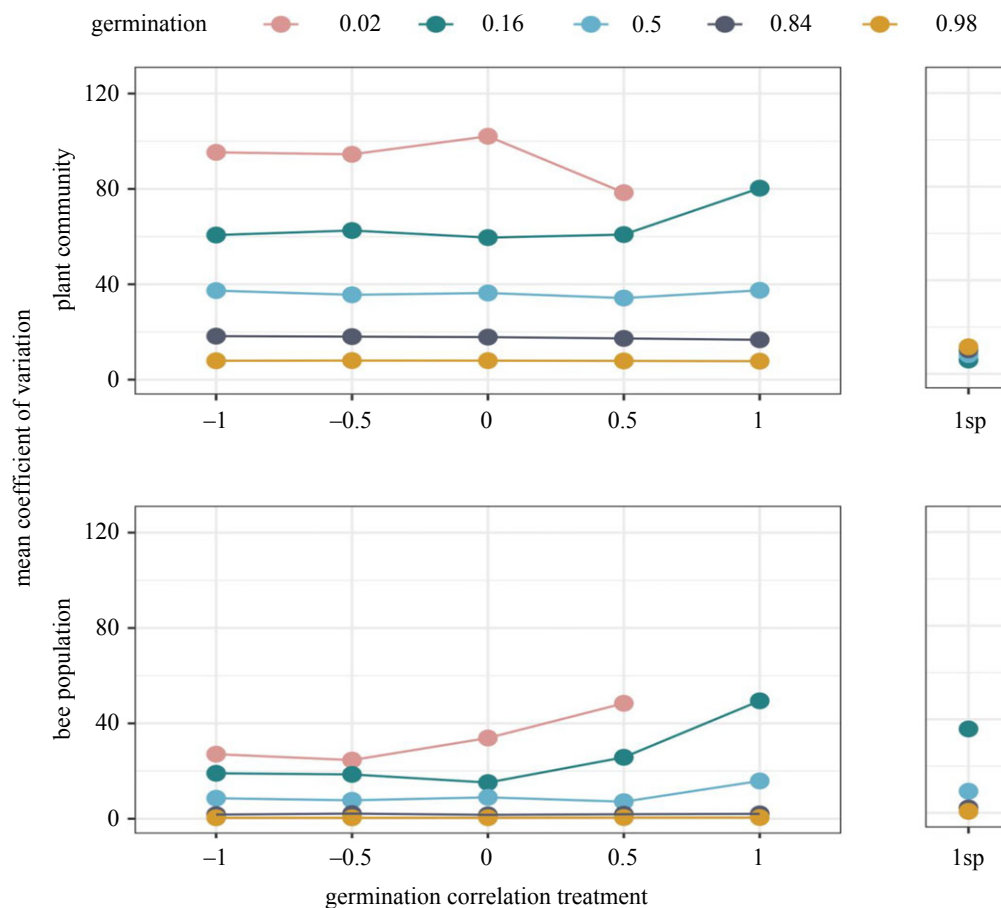 germination 0.02 0.16 0.5 0.84 0.98
mean coefficient of variation
plant community
120
80
40
0
–1 –0.5 0 0.5 1 1sp
bee population
120
80
40
0
–1 –0.5 0 0.5 1 1sp
germination correlation treatment